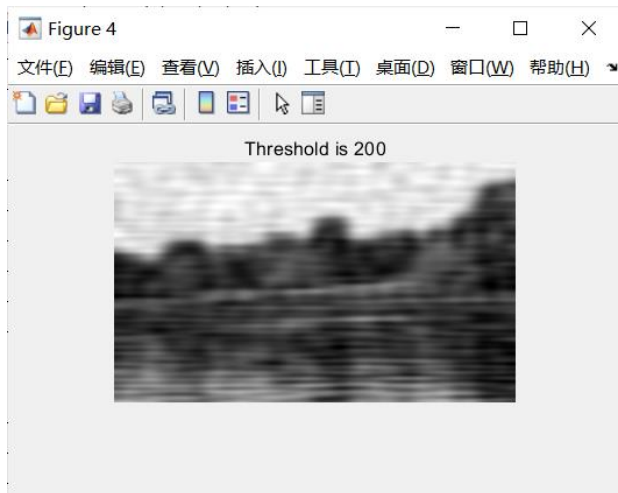 Figure 4
文件(F) 编辑(E) 查看(V) 插入(I) 工具(T) 桌面(D) 窗口(W) 帮助(H)
Threshold is 200